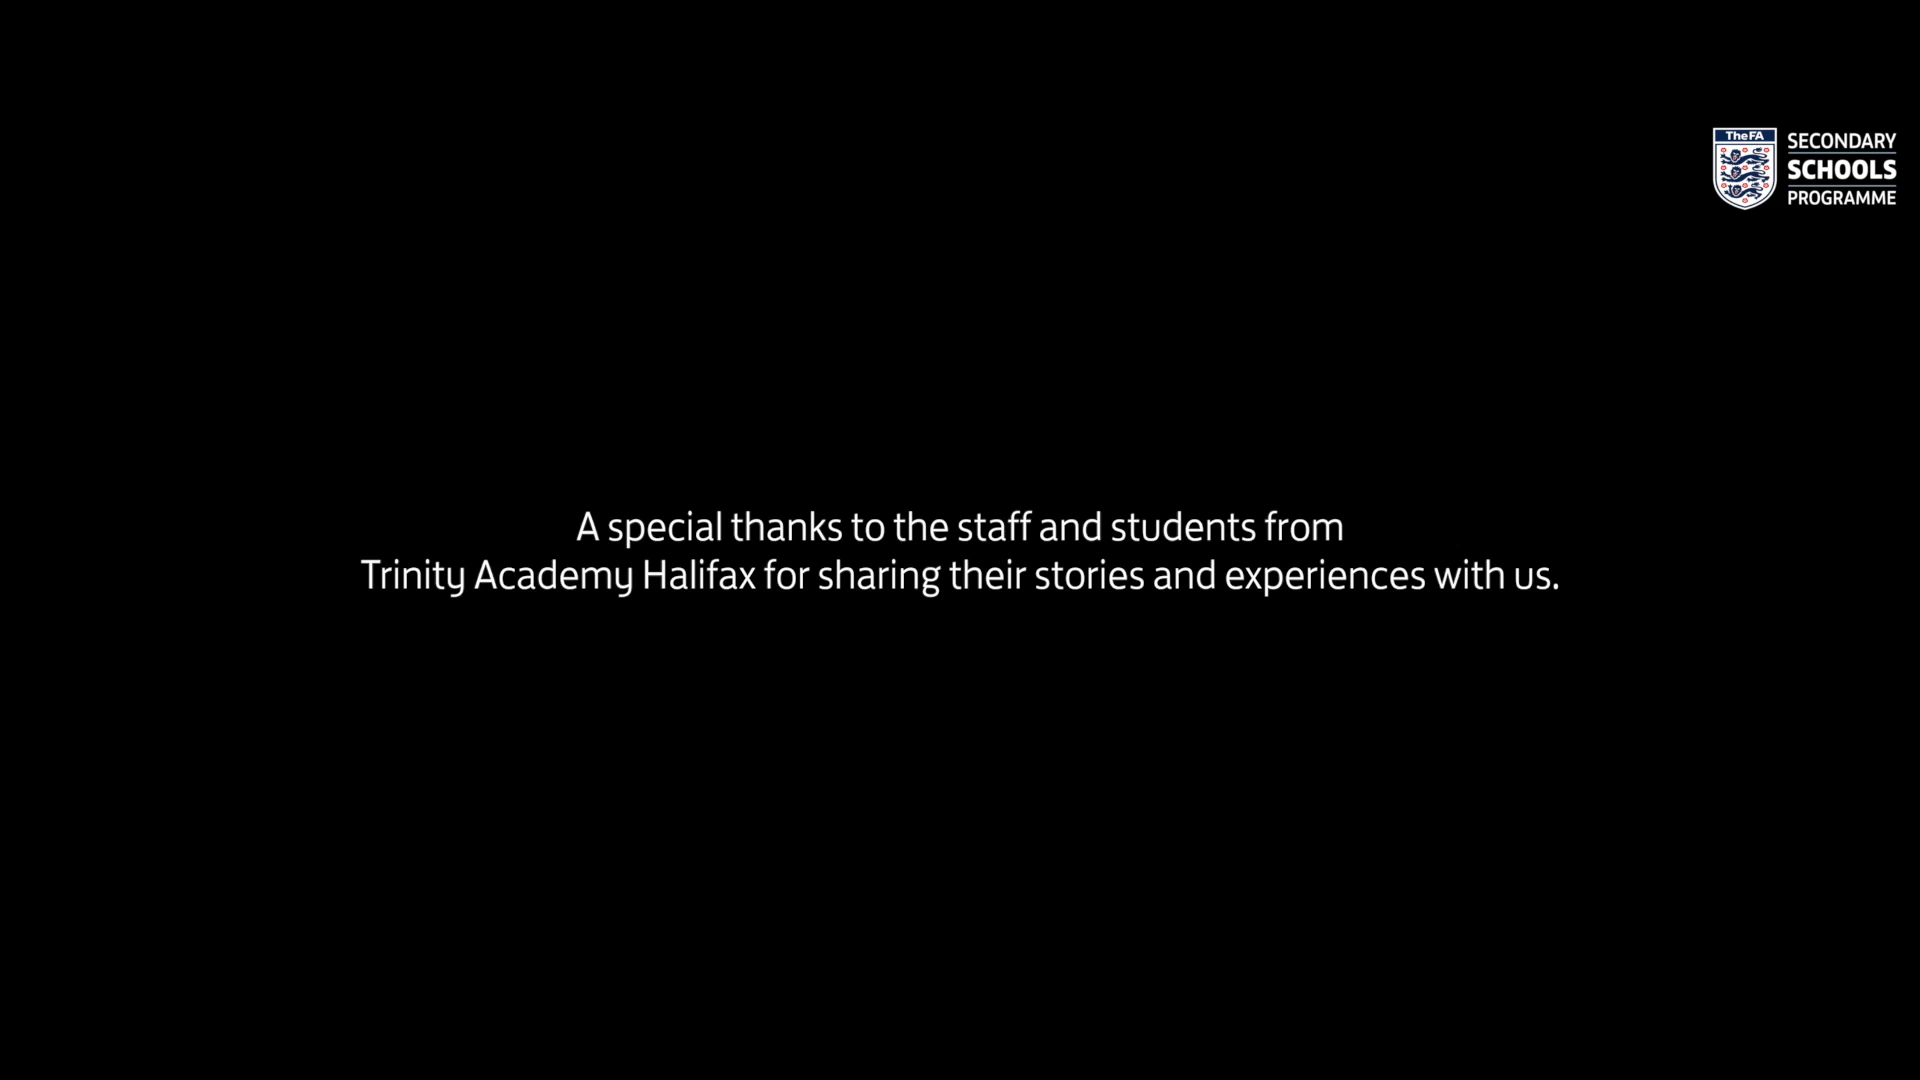 TheFA
SECONDARY
SCHOOLS
PROGRAMME
A special thanks to the staff and students from
Trinity Academy Halifax for sharing their stories and experiences with us.